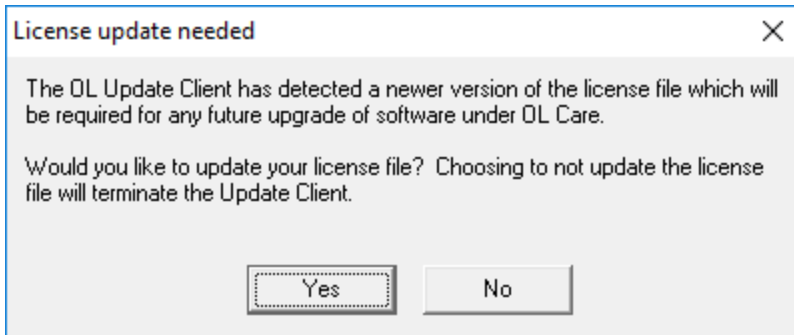 License update needed
The OL Update Client has detected a newer version of the license file which will
be required for any future upgrade of software under OL Care.
Would you like to update your license file?  Choosing to not update the license
file will terminate the Update Client.
Yes
No